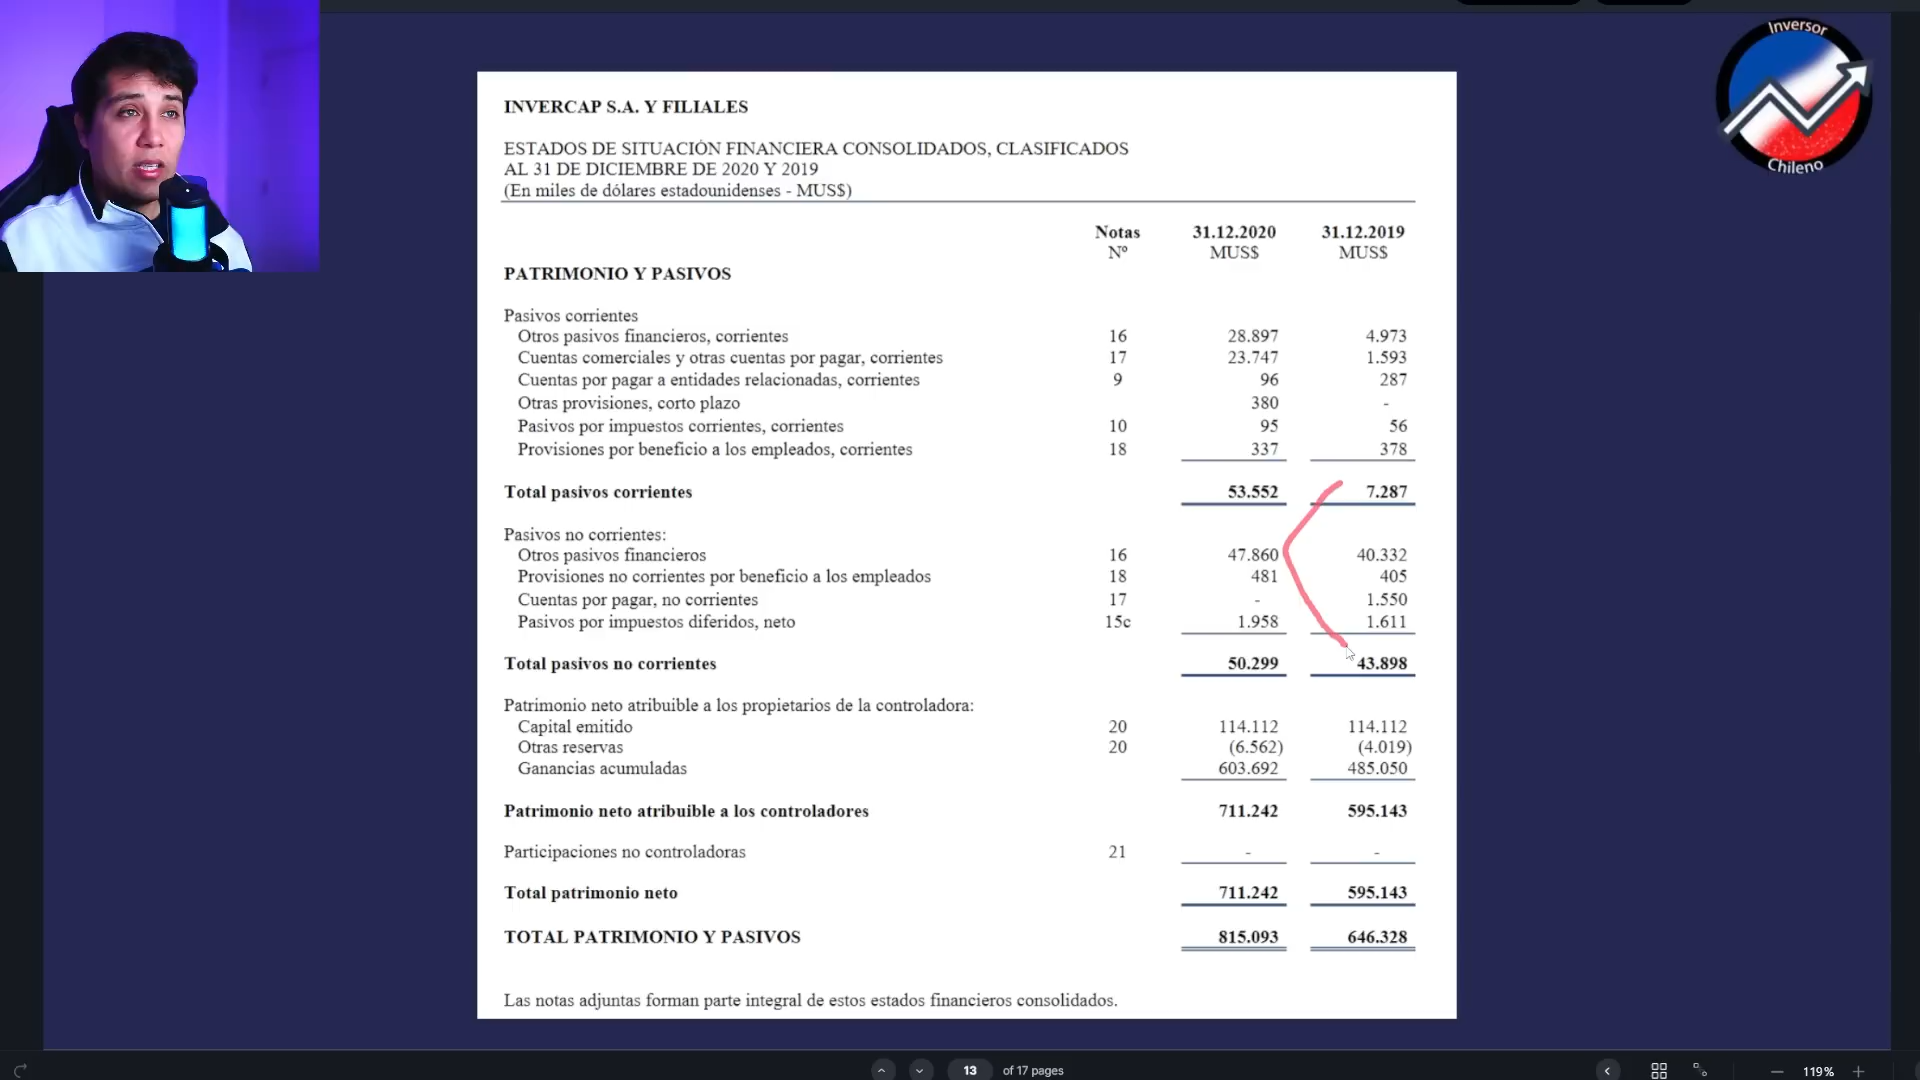 Inversor
Chileno
INVERCAP S.A. Y FILIALES
ESTADOS DE SITUACIÓN FINANCIERA CONSOLIDADOS, CLASIFICADOS
AL 31 DE DICIEMBRE DE 2020 Y 2019
(En miles de dólares estadounidenses - MUS$)
Notas 31.12.2020 31.12.2019
Nº MUS$ MUS$
PATRIMONIO Y PASIVOS
Pasivos corrientes
Otros pasivos financieros, corrientes 16 28.897 4.973
Cuentas comerciales y otras cuentas por pagar, corrientes 17 23.747 1.593
Cuentas por pagar a entidades relacionadas, corrientes 9 96 287
Otras provisiones, corto plazo 380 -
Pasivos por impuestos corrientes, corrientes 10 95 56
Provisiones por beneficio a los empleados, corrientes 18 337 378
Total pasivos corrientes 53.552 7.287
Pasivos no corrientes:
Otros pasivos financieros 16 47.860 40.332
Provisiones no corrientes por beneficio a los empleados 18 481 405
Cuentas por pagar, no corrientes 17 - 1.550
Pasivos por impuestos diferidos, neto 15c 1.958 1.611
Total pasivos no corrientes 50.299 43.898
Patrimonio neto atribuible a los propietarios de la controladora:
Capital emitido 20 114.112 114.112
Otras reservas 20 (6.562) (4.019)
Ganancias acumuladas 603.692 485.050
Patrimonio neto atribuible a los controladores 711.242 595.143
Participaciones no controladoras 21 - -
Total patrimonio neto 711.242 595.143
TOTAL PATRIMONIO Y PASIVOS 815.093 646.328
Las notas adjuntas forman parte integral de estos estados financieros consolidados.
13 of 17 pages
119%